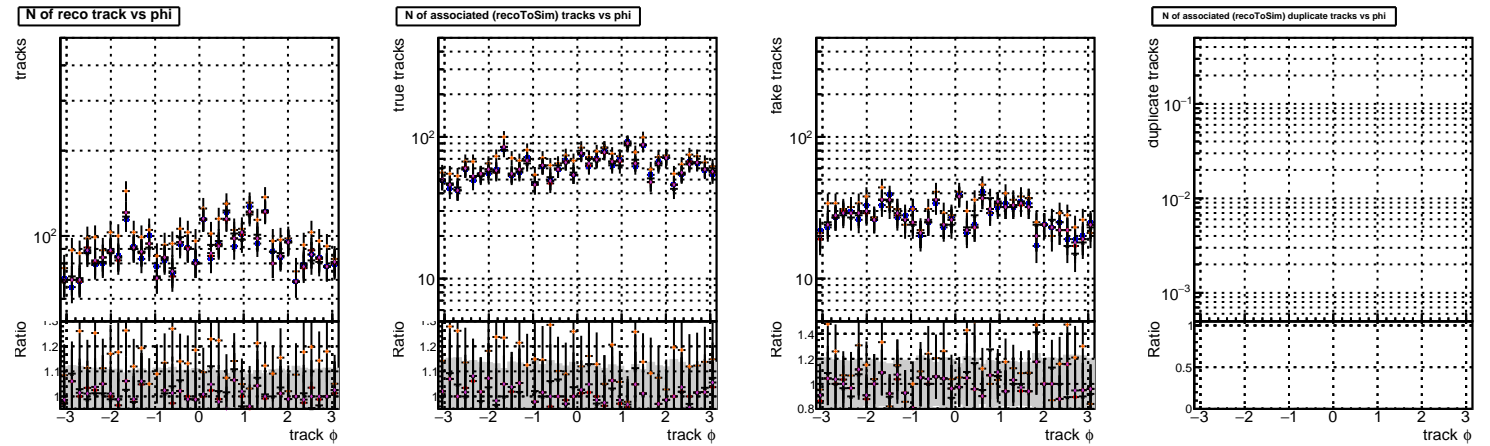 N of reco track vs phi
tracks
10²
Ratio
1.3
1.2
1.1
1
−3 −2 −1 0 1 2 3
track ϕ
N of associated (recoToSim) tracks vs phi
true tracks
10²
10
Ratio
1.3
1.2
1.1
1
−3 −2 −1 0 1 2 3
track ϕ
fake tracks
10²
10
Ratio
1.4
1.2
1
0.8
−3 −2 −1 0 1 2 3
track ϕ
N of associated (recoToSim) duplicate tracks vs phi
duplicate tracks
10⁻¹
10⁻²
10⁻³
Ratio
1
0.5
0
−3 −2 −1 0 1 2 3
track ϕ